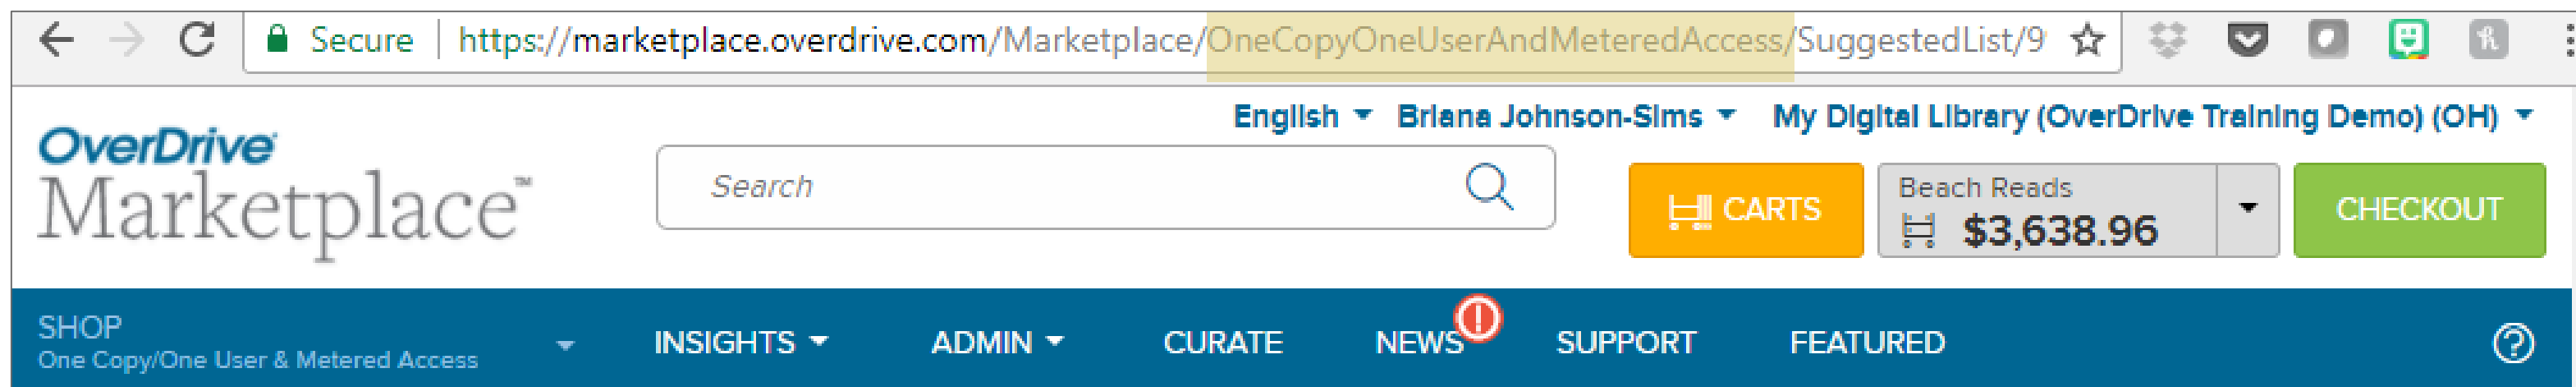 Secure | https://marketplace.overdrive.com/Marketplace/OneCopyOneUserAndMeteredAccess/SuggestedList/9
English Briana Johnson-Sims My Digital Library (OverDrive Training Demo) (OH)
OverDrive
Marketplace™
Search
CARTS
Beach Reads
$3,638.96
CHECKOUT
SHOP
One Copy/One User & Metered Access
INSIGHTS ADMIN CURATE NEWS SUPPORT FEATURED